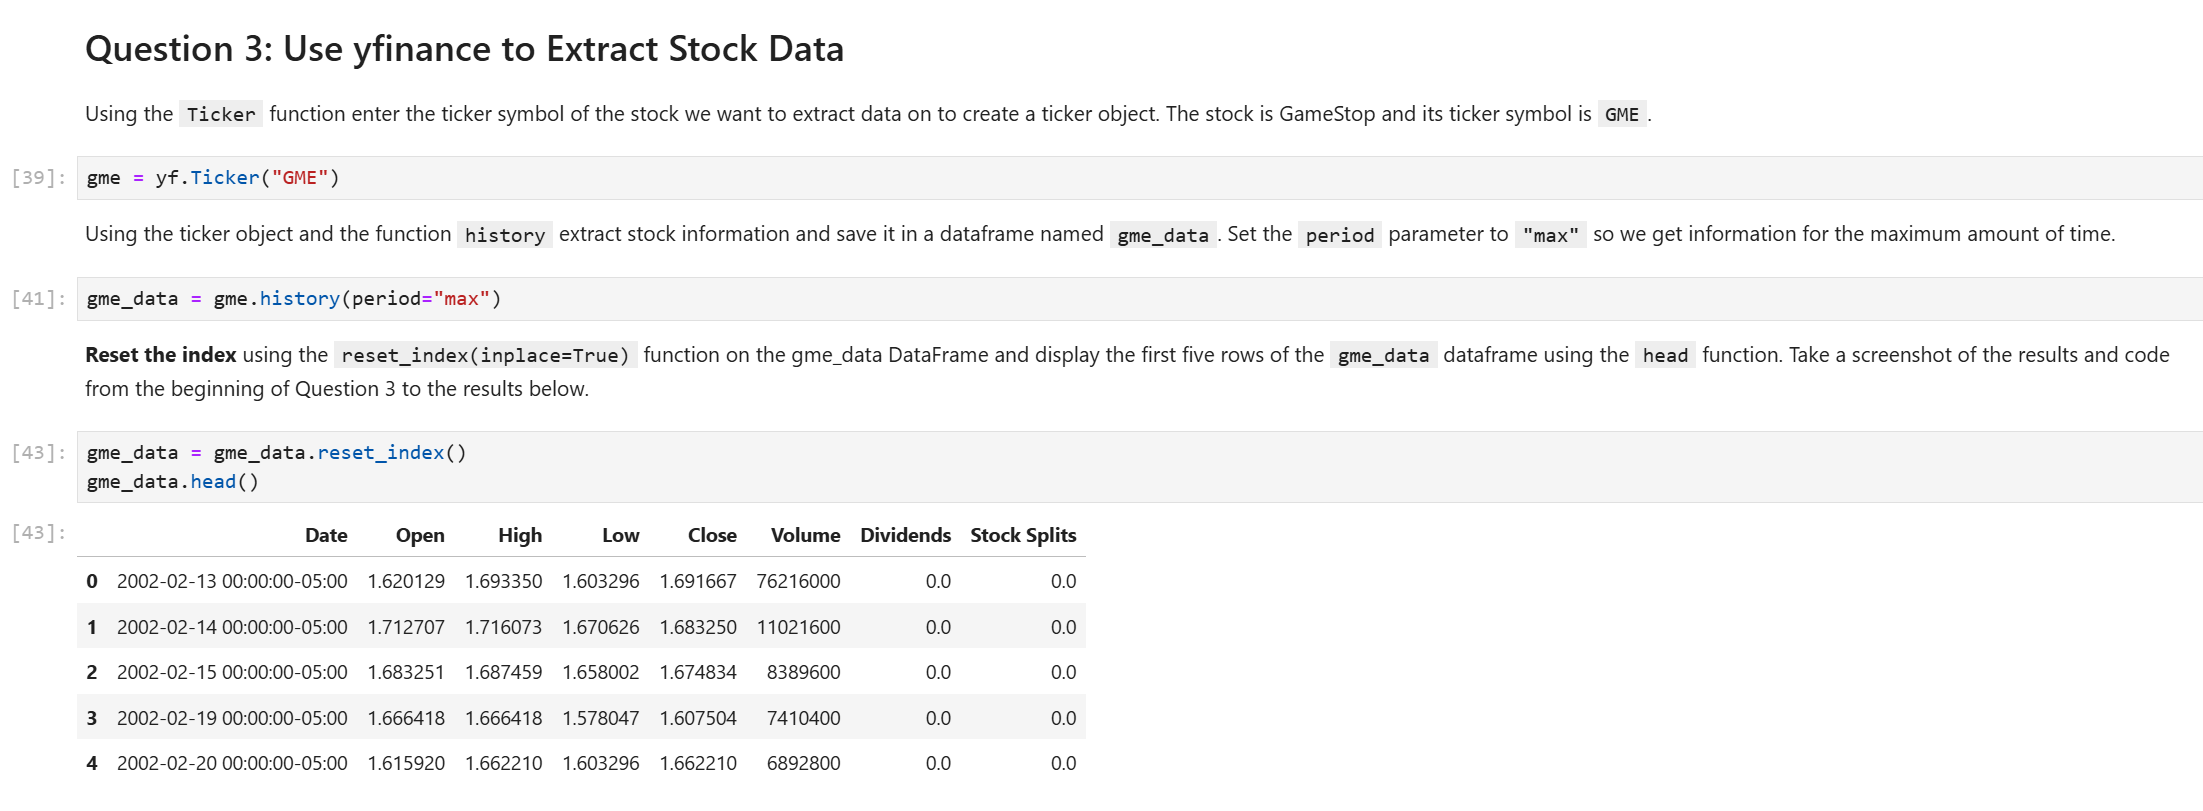 Question 3: Use yfinance to Extract Stock Data
Using the Ticker function enter the ticker symbol of the stock we want to extract data on to create a ticker object. The stock is GameStop and its ticker symbol is GME.
[39]: gme = yf.Ticker("GME")
Using the ticker object and the function history extract stock information and save it in a dataframe named gme_data. Set the period parameter to "max" so we get information for the maximum amount of time.
[41]: gme_data = gme.history(period="max")
Reset the index using the reset_index(inplace=True) function on the gme_data DataFrame and display the first five rows of the gme_data dataframe using the head function. Take a screenshot of the results and code
from the beginning of Question 3 to the results below.
[43]: gme_data = gme_data.reset_index()
gme_data.head()
[43]: Date Open High Low Close Volume Dividends Stock Splits
0 2002-02-13 00:00:00-05:00 1.620129 1.693350 1.603296 1.691667 76216000 0.0 0.0
1 2002-02-14 00:00:00-05:00 1.712707 1.716073 1.670626 1.683250 11021600 0.0 0.0
2 2002-02-15 00:00:00-05:00 1.683251 1.687459 1.658002 1.674834 8389600 0.0 0.0
3 2002-02-19 00:00:00-05:00 1.666418 1.666418 1.578047 1.607504 7410400 0.0 0.0
4 2002-02-20 00:00:00-05:00 1.615920 1.662210 1.603296 1.662210 6892800 0.0 0.0